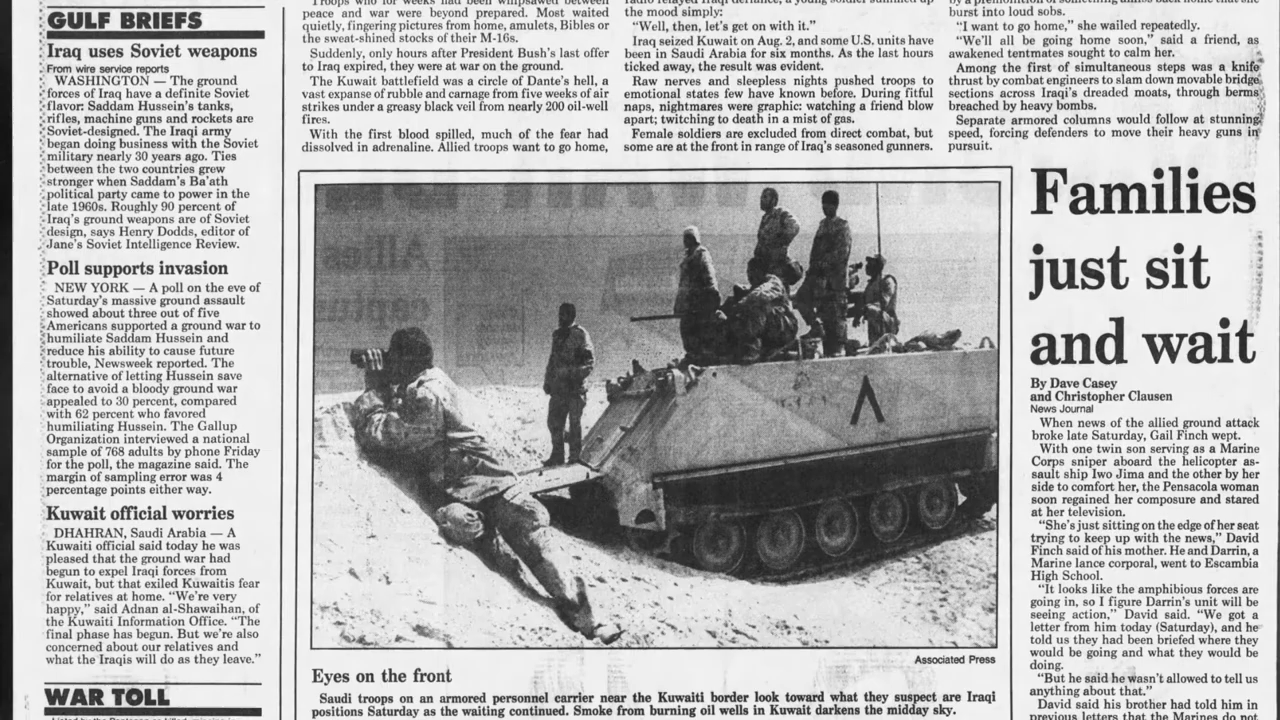 GULF BRIEFS
Iraq uses Soviet weapons
From wire service reports
WASHINGTON — The ground
forces of Iraq have a definite Soviet
flavor: Saddam Hussein's tanks,
rifles, machine guns and rockets are
Soviet-designed. The Iraqi army
began doing business with the Soviet
military nearly 30 years ago. Ties
between the two countries grew
stronger when Saddam's Ba'ath
political party came to power in the
late 1960s. Roughly 90 percent of
Iraq's ground weapons are of Soviet
design, says Henry Dodds, editor of
Jane's Soviet Intelligence Review.
Poll supports invasion
NEW YORK — A poll on the eve of
Saturday's massive ground assault
showed about three out of five
Americans supported a ground war to
humiliate Saddam Hussein and
reduce his ability to cause future
trouble, Newsweek reported. The
alternative of letting Hussein save
face to avoid a bloody ground war
appealed to 30 percent, compared
with 62 percent who favored
humiliating Hussein. The Gallup
Organization interviewed a national
sample of 768 adults by phone Friday
for the poll, the magazine said. The
margin of sampling error was 4
percentage points either way.
Kuwait official worries
DHAHRAN, Saudi Arabia — A
Kuwaiti official said today he was
pleased that the ground war had
begun to expel Iraqi forces from
Kuwait, but that exiled Kuwaitis fear
for relatives at home. "We're very
happy," said Adnan al-Shawaihan, of
the Kuwaiti Information Office. "The
final phase has begun. But we're also
concerned about our relatives and
what the Iraqis will do as they leave."
WAR TOLL
Troops who for weeks had been whipsawed between
peace and war were beyond prepared. Most waited
quietly, fingering pictures from home, amulets, Bibles or
the sweat-shined stocks of their M-16s.
Suddenly, only hours after President Bush's last offer
to Iraq expired, they were at war on the ground.
The Kuwait battlefield was a circle of Dante's hell, a
vast expanse of rubble and carnage from five weeks of air
strikes under a greasy black veil from nearly 200 oil-well
fires.
With the first blood spilled, much of the fear had
dissolved in adrenaline. Allied troops want to go home,
radio relayed Iraqi defiance, a young soldier summed up
the mood simply:
"Well, then, let's get on with it."
Iraq seized Kuwait on Aug. 2, and some U.S. units have
been in Saudi Arabia for six months. As the last hours
ticked away, the result was evident.
Raw nerves and sleepless nights pushed troops to
emotional states few have known before. During fitful
naps, nightmares were graphic: watching a friend blow
apart; twitching to death in a mist of gas.
Female soldiers are excluded from direct combat, but
some are at the front in range of Iraq's seasoned gunners.
by a premonition of something amiss back home that she
burst into loud sobs.
"I want to go home," she wailed repeatedly.
"We'll all be going home soon," said a friend, as
awakened tentmates sought to calm her.
Among the first of simultaneous steps was a knife
thrust by combat engineers to slam down movable bridge
sections across Iraqi's dreaded moats, through berms
breached by heavy bombs.
Separate armored columns would follow at stunning
speed, forcing defenders to move their heavy guns in
pursuit.
Associated Press
Eyes on the front
Saudi troops on an armored personnel carrier near the Kuwaiti border look toward what they suspect are Iraqi
positions Saturday as the waiting continued. Smoke from burning oil wells in Kuwait darkens the midday sky.
Families
just sit
and wait
By Dave Casey
and Christopher Clausen
News Journal
When news of the allied ground attack
broke late Saturday, Gail Finch wept.
With one twin son serving as a Marine
Corps sniper aboard the helicopter as-
sault ship Iwo Jima and the other by her
side to comfort her, the Pensacola woman
soon regained her composure and stared
at her television.
"She's just sitting on the edge of her seat
trying to keep up with the news," David
Finch said of his mother. He and Darrin, a
Marine lance corporal, went to Escambia
High School.
"It looks like the amphibious forces are
going in, so I figure Darrin's unit will be
seeing action," David said. "We got a
letter from him today (Saturday), and he
told us they had been briefed where they
would be going and what they would be
doing.
"But he said he wasn't allowed to tell us
anything about that."
David said his brother had told him in
previous letters that the Marines do not